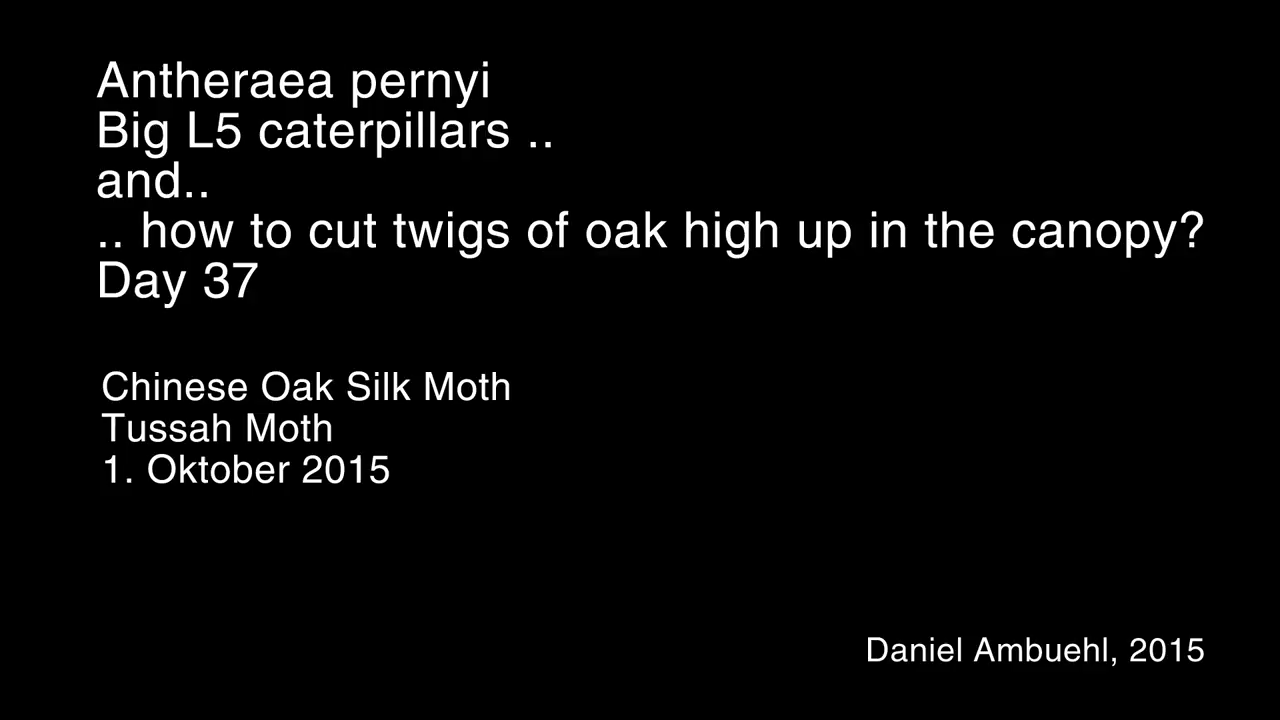 Antheraea pernyi
Big L5 caterpillars ..
and..
.. how to cut twigs of oak high up in the canopy?
Day 37
Chinese Oak Silk Moth
Tussah Moth
1. Oktober 2015
Daniel Ambuehl, 2015